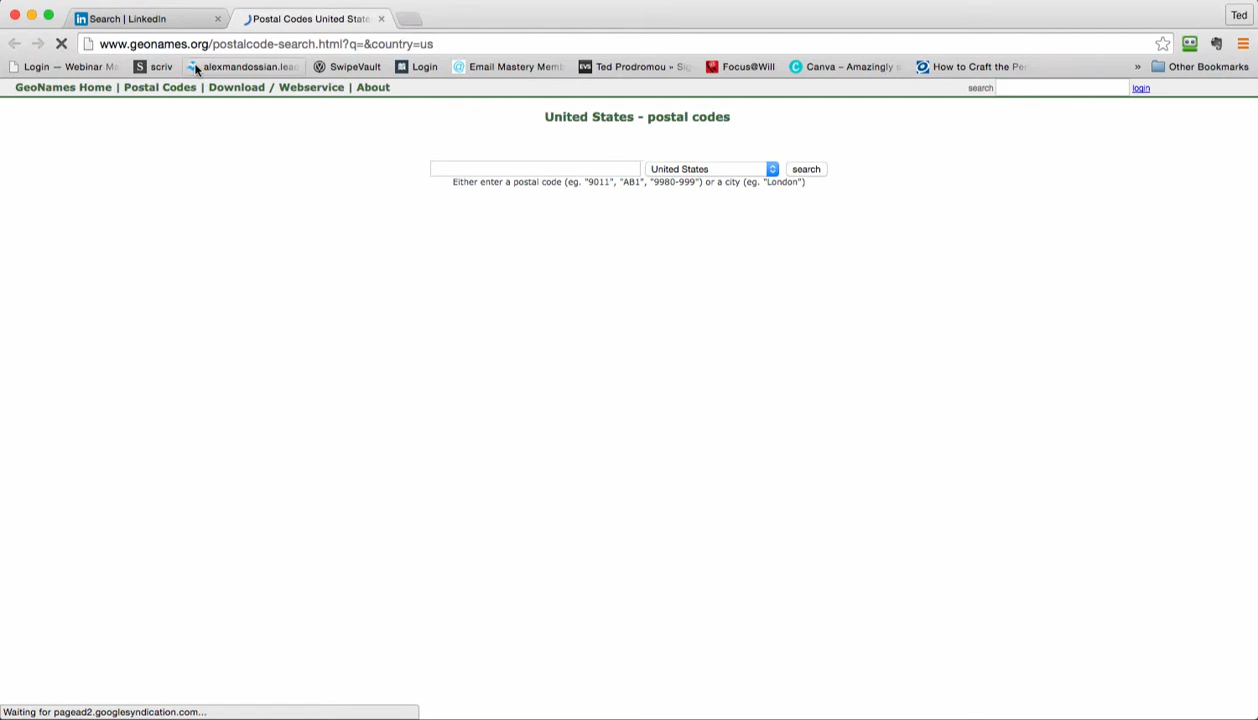 Search | LinkedIn
Postal Codes United State
Ted
www.geonames.org/postalcode-search.html?q=&country=us
Login — Webinar Ma
scriv
alexmandossian.lead
SwipeVault
Login
Email Mastery Memb
Ted Prodromou » Sig
Focus@Will
Canva – Amazingly s
How to Craft the Per
»
Other Bookmarks
GeoNames Home | Postal Codes | Download / Webservice | About
search
login
United States - postal codes
United States
search
Either enter a postal code (eg. "9011", "AB1", "9980-999") or a city (eg. "London")
Waiting for pagead2.googlesyndication.com...